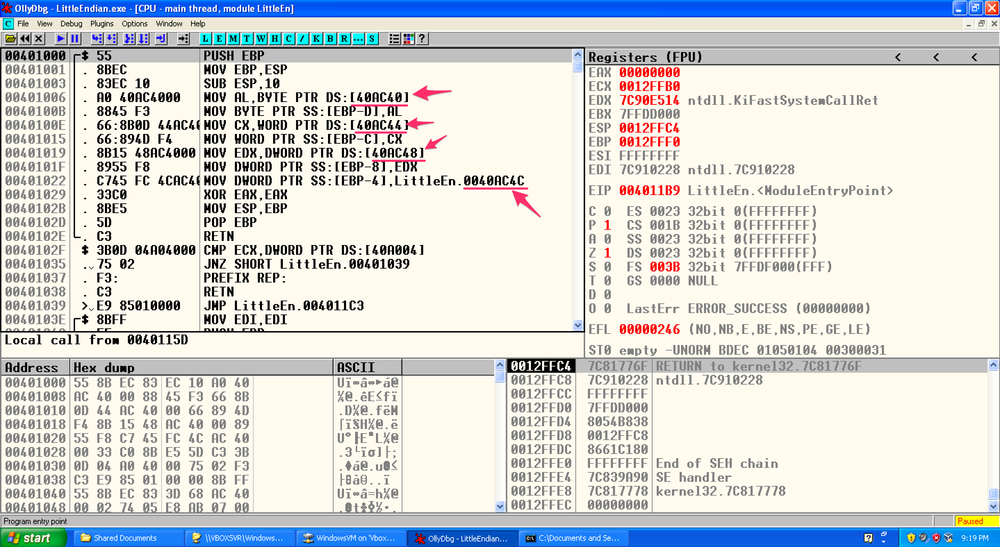 OllyDbg - LittleEndian.exe - [CPU - main thread, module LittleEn]
C File View Debug Plugins Options Window Help
L E M T W H C / K B R ... S ?
00401000 $ 55 PUSH EBP
00401001 . 8BEC MOV EBP,ESP
00401003 . 83EC 10 SUB ESP,10
00401006 . A0 40AC4000 MOV AL,BYTE PTR DS:[40AC40]
0040100B . 8845 F3 MOV BYTE PTR SS:[EBP-D],AL
0040100E . 66:8B0D 44AC40 MOV CX,WORD PTR DS:[40AC44]
00401015 . 66:894D F4 MOV WORD PTR SS:[EBP-C],CX
00401019 . 8B15 48AC4000 MOV EDX,DWORD PTR DS:[40AC48]
0040101F . 8955 F8 MOV DWORD PTR SS:[EBP-8],EDX
00401022 . C745 FC 4CAC40 MOV DWORD PTR SS:[EBP-4],LittleEn.0040AC4C
00401029 . 33C0 XOR EAX,EAX
0040102B . 8BE5 MOV ESP,EBP
0040102D . 5D POP EBP
0040102E . C3 RETN
0040102F $ 3B0D 04A04000 CMP ECX,DWORD PTR DS:[40A004]
00401035 . 75 02 JNZ SHORT LittleEn.00401039
00401037 . F3: PREFIX REP:
00401038 . C3 RETN
00401039 > E9 85010000 JMP LittleEn.004011C3
0040103E $ 8BFF MOV EDI,EDI
Local call from 0040115D
Registers (FPU) < < <
EAX 00000000
ECX 0012FFB0
EDX 7C90E514 ntdll.KiFastSystemCallRet
EBX 7FFDD000
ESP 0012FFC4
EBP 0012FFF0
ESI FFFFFFFF
EDI 7C910228 ntdll.7C910228
EIP 004011B9 LittleEn.<ModuleEntryPoint>
C 0 ES 0023 32bit 0(FFFFFFFF)
P 1 CS 001B 32bit 0(FFFFFFFF)
A 0 SS 0023 32bit 0(FFFFFFFF)
Z 1 DS 0023 32bit 0(FFFFFFFF)
S 0 FS 003B 32bit 7FFDF000(FFF)
T 0 GS 0000 NULL
D 0
O 0 LastErr ERROR_SUCCESS (00000000)
EFL 00000246 (NO,NB,E,BE,NS,PE,GE,LE)
ST0 empty -UNORM BDEC 01050104 00300031
Address Hex dump ASCII
00401000 55 8B EC 83 EC 10 A0 40 Uï∞â∞►á@
00401008 AC 40 00 88 45 F3 66 8B ¼@.êE≤fï
00401010 0D 44 AC 40 00 66 89 4D .D¼@.fëM
00401018 F4 8B 15 48 AC 40 00 89 ⌠ï§H¼@.ë
00401020 55 F8 C7 45 FC 4C AC 40 U°╟EⁿL¼@
00401028 00 33 C0 8B E5 5D C3 3B .3└ïσ]├;
00401030 0D 04 A0 40 00 75 02 F3 .♦á@.u☻≤
00401038 C3 E9 85 01 00 00 8B FF ├Θà☺..ï
00401040 55 8B EC 83 3D 68 AC 40 Uï∞â=h¼@
00401048 00 02 74 05 E8 AB 07 00 .☻t♣Φ½•.
0012FFC4 7C81776F RETURN to kernel32.7C81776F
0012FFC8 7C910228 ntdll.7C910228
0012FFCC FFFFFFFF
0012FFD0 7FFDD000
0012FFD4 8054B838
0012FFD8 0012FFC8
0012FFDC 8661C180
0012FFE0 FFFFFFFF End of SEH chain
0012FFE4 7C839A90 SE handler
0012FFE8 7C817778 kernel32.7C817778
0012FFEC 00000000
Program entry point
Paused
start
Shared Documents
\\VBOXSVR\Windows...
WindowsVM on 'Vbox...
OllyDbg - LittleEndian...
C:\Documents and Se...
9:19 PM